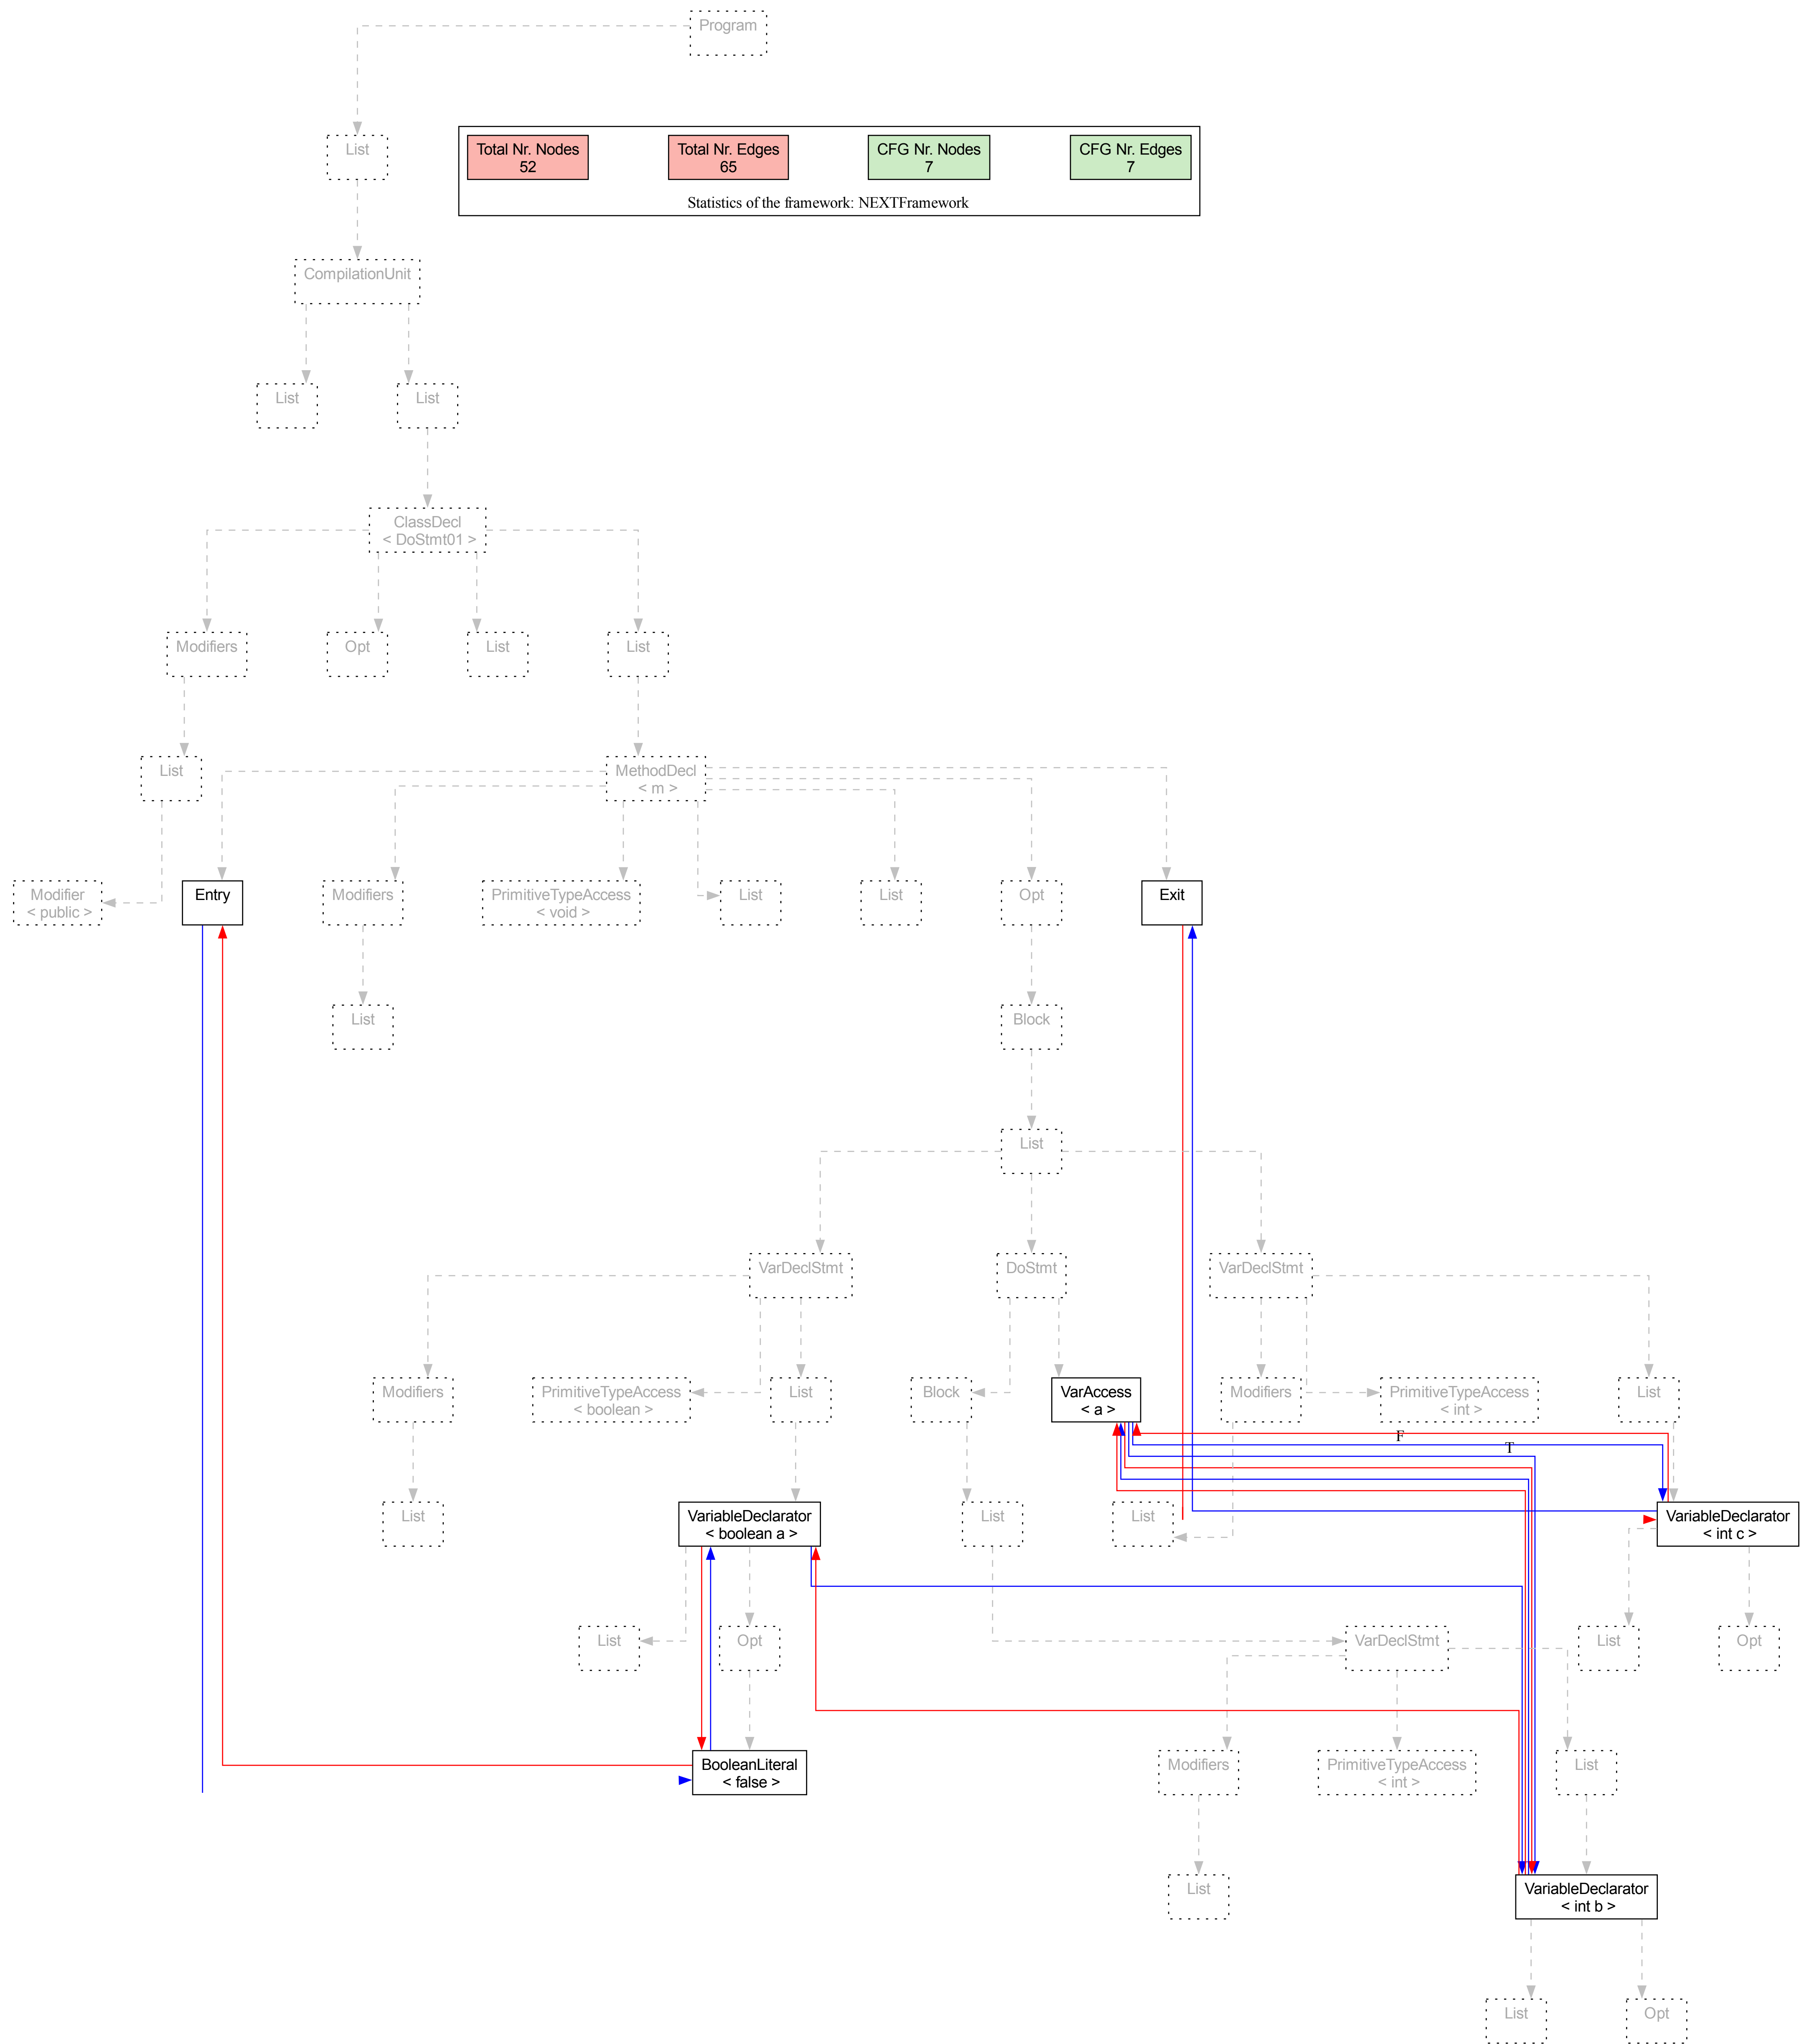 Program
List
Total Nr. Nodes
52
Total Nr. Edges
65
CFG Nr. Nodes
7
CFG Nr. Edges
7
Statistics of the framework: NEXTFramework
CompilationUnit
List
List
ClassDecl
< DoStmt01 >
Modifiers
Opt
List
List
List
MethodDecl
< m >
Modifier
< public >
Entry
Modifiers
PrimitiveTypeAccess
< void >
List
List
Opt
Exit
List
Block
List
VarDeclStmt
DoStmt
VarDeclStmt
Modifiers
PrimitiveTypeAccess
< boolean >
List
Block
VarAccess
< a >
Modifiers
PrimitiveTypeAccess
< int >
List
F
T
List
VariableDeclarator
< boolean a >
List
List
VariableDeclarator
< int c >
List
Opt
VarDeclStmt
List
Opt
BooleanLiteral
< false >
Modifiers
PrimitiveTypeAccess
< int >
List
List
VariableDeclarator
< int b >
List
Opt